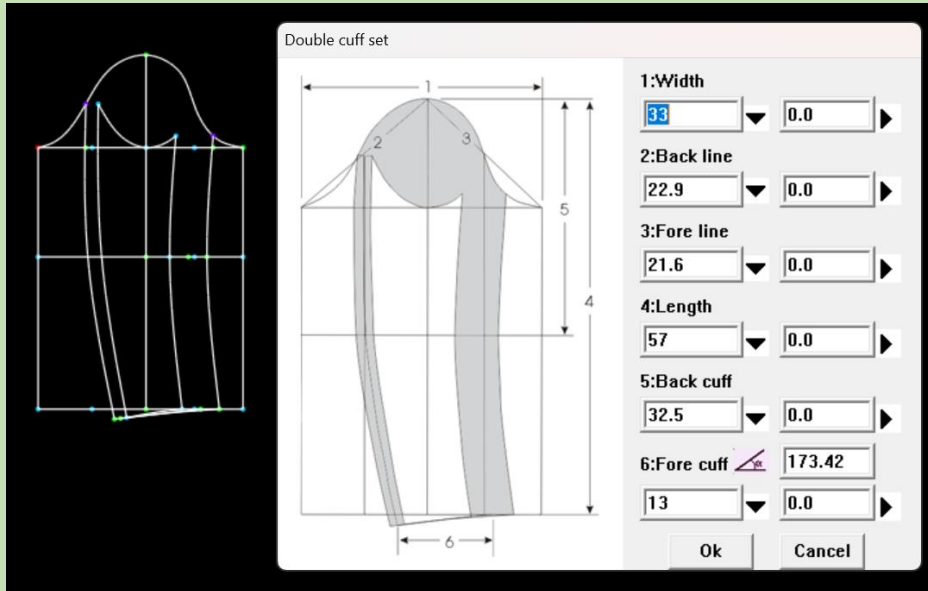 Double cuff set
1
2
3
5
4
6
1:Width
33 0.0
2:Back line
22.9 0.0
3:Fore line
21.6 0.0
4:Length
57 0.0
5:Back cuff
32.5 0.0
6:Fore cuff 173.42
13 0.0
Ok Cancel